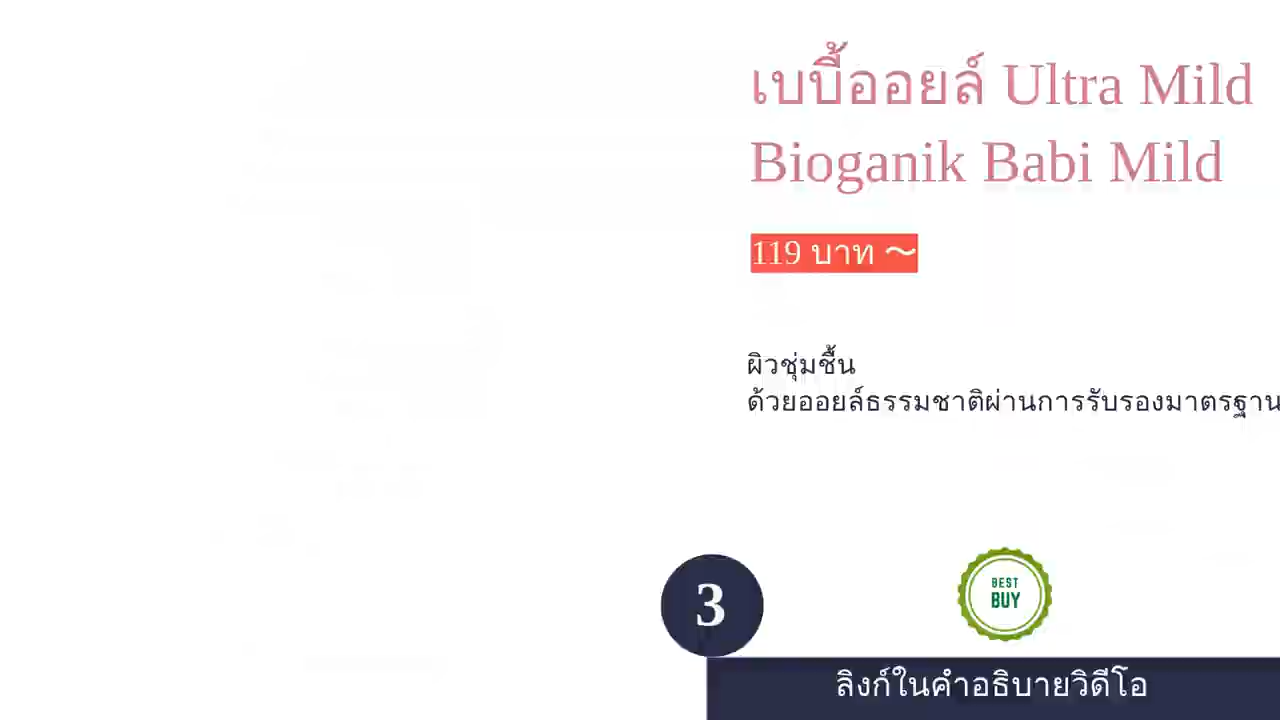 เบบี้ออยล์ Ultra Mild
Bioganik Babi Mild
119 บาท ～
ผิวชุ่มชื้น
ด้วยออยล์ธรรมชาติผ่านการรับรองมาตรฐาน
3
BEST
BUY
ลิงก์ในคำอธิบายวิดีโอ